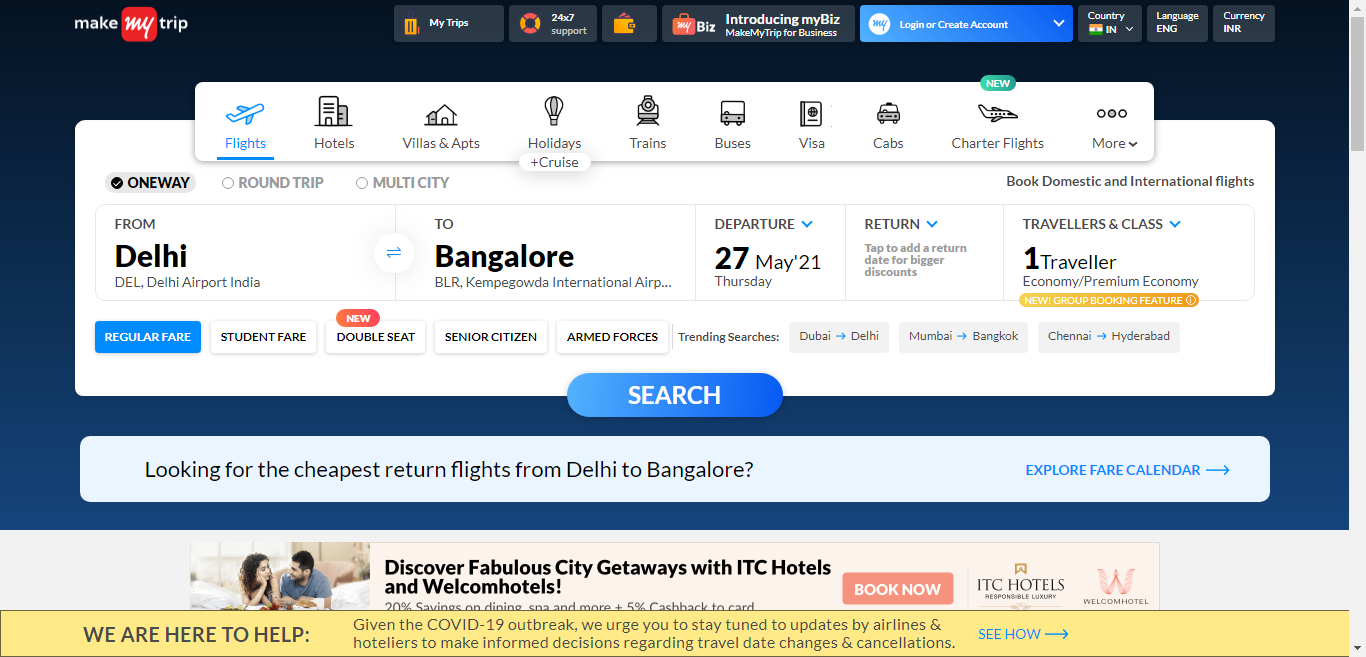 make my trip
My Trips
24x7
support
my Biz
Introducing myBiz
MakeMyTrip for Business
my
Login or Create Account
Country
IN
Language
ENG
Currency
INR
NEW
Flights
Hotels
Villas & Apts
Holidays
+Cruise
Trains
Buses
Visa
Cabs
Charter Flights
More
ONEWAY
ROUND TRIP
MULTI CITY
Book Domestic and International flights
FROM
Delhi
DEL, Delhi Airport India
TO
Bangalore
BLR, Kempegowda International Airp...
DEPARTURE
27 May'21
Thursday
RETURN
Tap to add a return
date for bigger
discounts
TRAVELLERS & CLASS
1Traveller
Economy/Premium Economy
NEW! GROUP BOOKING FEATURE
REGULAR FARE
STUDENT FARE
NEW
DOUBLE SEAT
SENIOR CITIZEN
ARMED FORCES
Trending Searches:
Dubai → Delhi
Mumbai → Bangkok
Chennai → Hyderabad
SEARCH
Looking for the cheapest return flights from Delhi to Bangalore?
EXPLORE FARE CALENDAR
Discover Fabulous City Getaways with ITC Hotels
and Welcomhotels!
20% Savings on dining, spa and more + 5% Cashback to card
BOOK NOW
ITC HOTELS
RESPONSIBLE LUXURY
WELCOMHOTEL
WE ARE HERE TO HELP:
Given the COVID-19 outbreak, we urge you to stay tuned to updates by airlines &
hoteliers to make informed decisions regarding travel date changes & cancellations.
SEE HOW